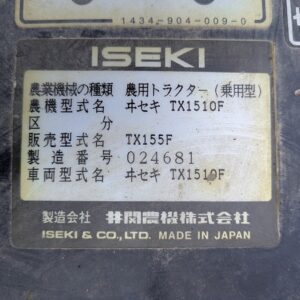 1434-904-009-0
ISEKI
農業機械の種類 農用トラクター（乗用型）
農機型式名 ヰセキ TX1510F
区分
販売型式名 TX155F
製造番号 024681
車両型式名 ヰセキ TX1510F
製造会社 井関農機株式会社
ISEKI & CO., LTD. MADE IN JAPAN